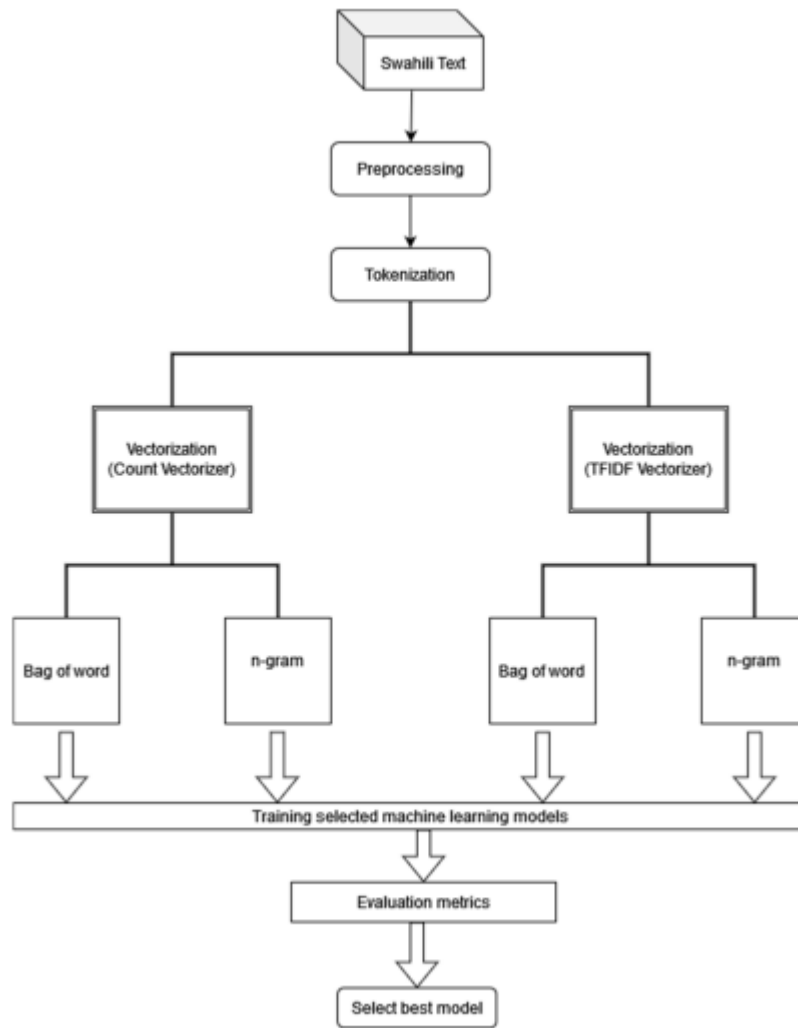 Swahili Text
Preprocessing
Tokenization
Vectorization
(Count Vectorizer)
Vectorization
(TFIDF Vectorizer)
Bag of word
n-gram
Bag of word
n-gram
Training selected machine learning models
Evaluation metrics
Select best model